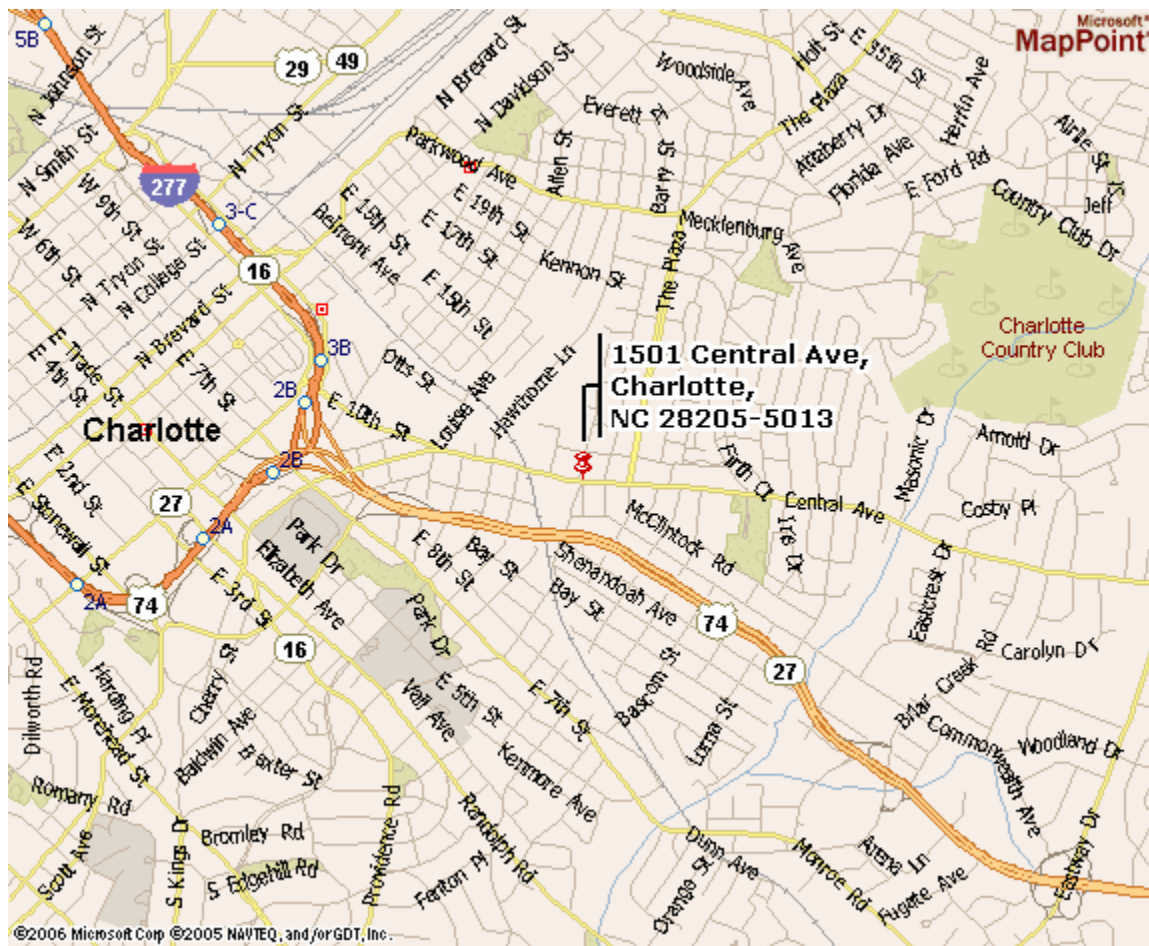 Microsoft®
MapPoint®
5B
N Johnson St
29
49
N Brevard St
N Davidson St
Woodside Ave
Holt St
E 35th St
Herrin Ave
The Plaza
Everett Pl
Attaberry Dr
Florida Ave
E Ford Rd
Airlie St
Jeff
Country Club Dr
N Smith St
N Tryon St
Parkwood Ave
Allen St
Barry St
277
W 9th St
W 6th St
3-C
E 18th St
Belmont Ave
E 19th St
E 17th St
E 15th St
Kennon St
Mecklenburg Ave
The Plaza
16
N Tryon St
N College St
N Brevard St
Charlotte
Country Club
E Trade St
E 4th St
E 7th St
3B
2B
Otts St
Louise Ave
Hawthorne Ln
1501 Central Ave,
Charlotte,
NC 28205-5013
Charlotte
E 10th St
2B
E 2nd St
E Stonewall St
27
2A
2A
74
Park Dr
Elizabeth Ave
E 3rd St
16
E 8th St
Bay St
Bay St
Shenandoah Ave
McClintock Rd
Firth Ct
Ira Dr
Central Ave
Masonic Dr
Arnold Dr
Cosby Pl
Eastcrest Dr
Carolyn Dr
Briar Creek Rd
74
27
Park Dr
Vail Ave
E 5th St
E 7th St
Bascom St
Lorna St
Commonwealth Ave
Woodland Dr
Dilworth Rd
Harding Pl
E Morehead St
Cherry St
Baldwin Ave
Baxter St
Kenmore Ave
Randolph Rd
Romany Rd
Scott Ave
S Kings Dr
Bromley Rd
S Edgehill Rd
Providence Rd
Fenton Pl
Dunn Ave
Orange St
Monroe Rd
Arena Ln
Fugate Ave
Eastway Dr
©2006 Microsoft Corp ©2005 NAVTEQ, and/or GDT, Inc.